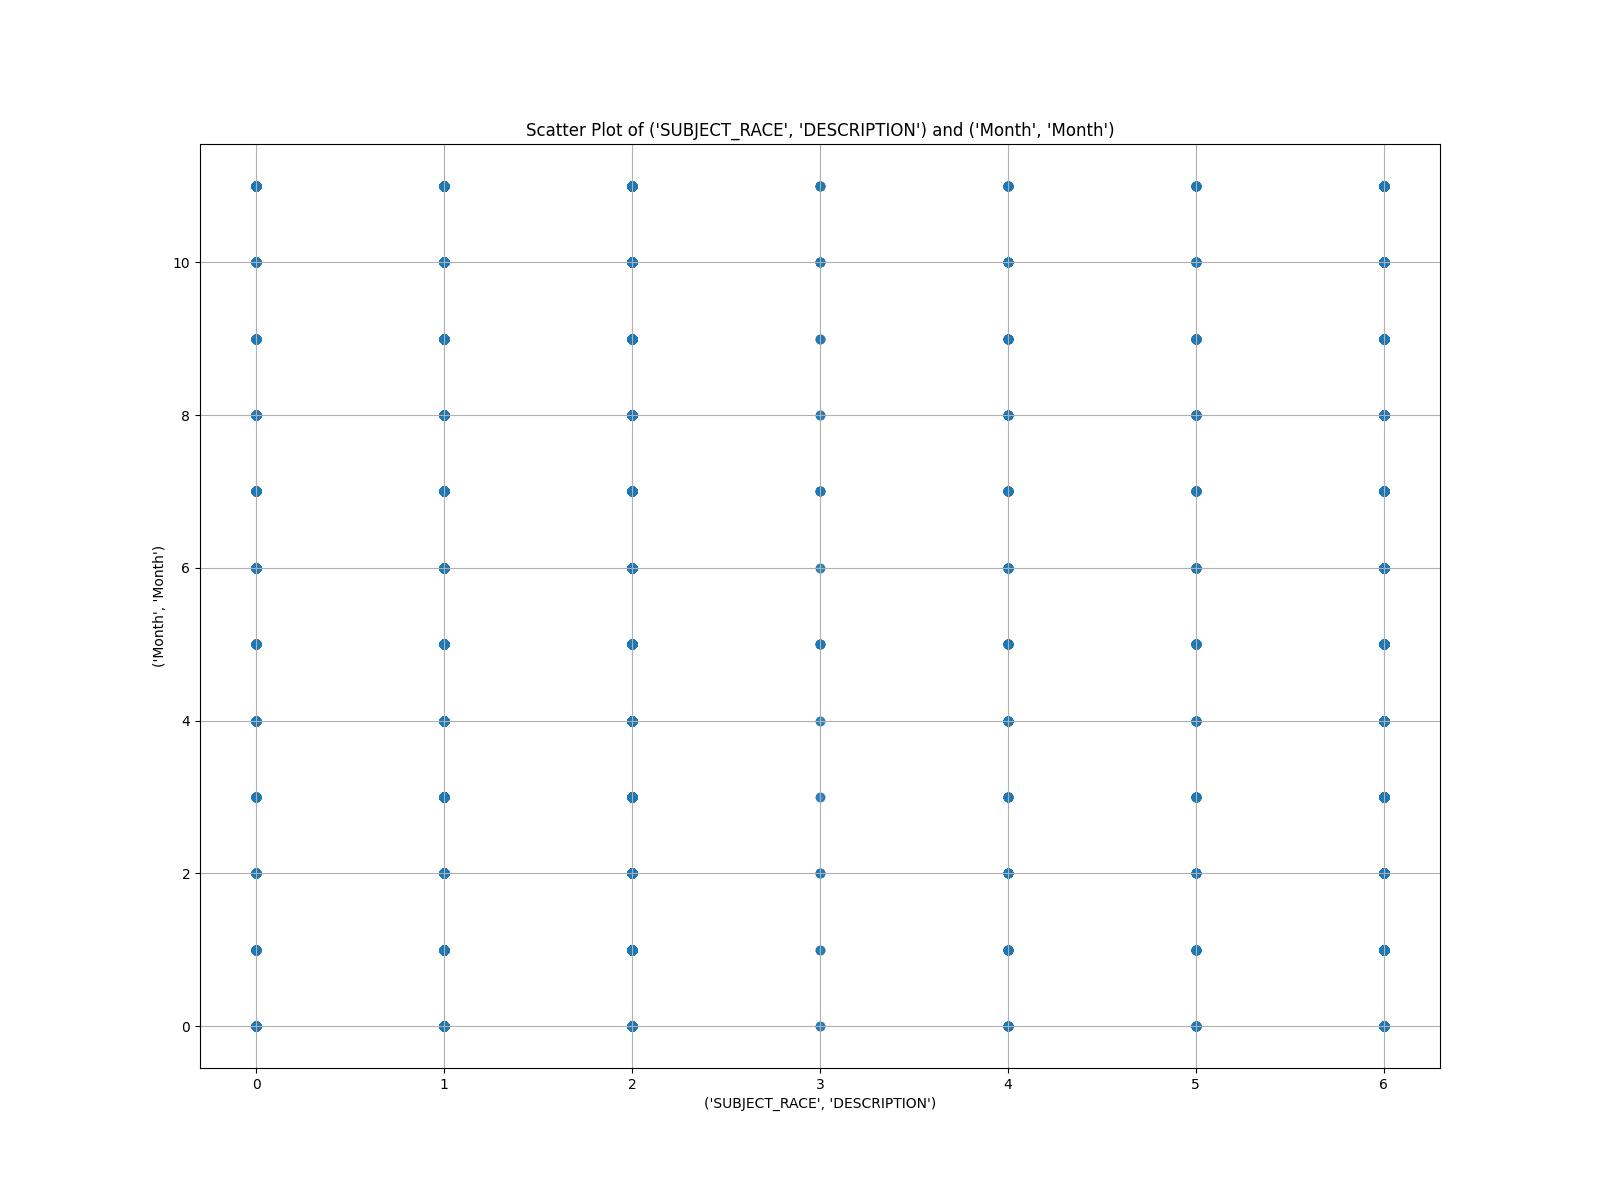 Scatter Plot of ('SUBJECT_RACE', 'DESCRIPTION') and ('Month', 'Month')
10
8
6
4
2
0
('Month', 'Month')
0 1 2 3 4 5 6
('SUBJECT_RACE', 'DESCRIPTION')